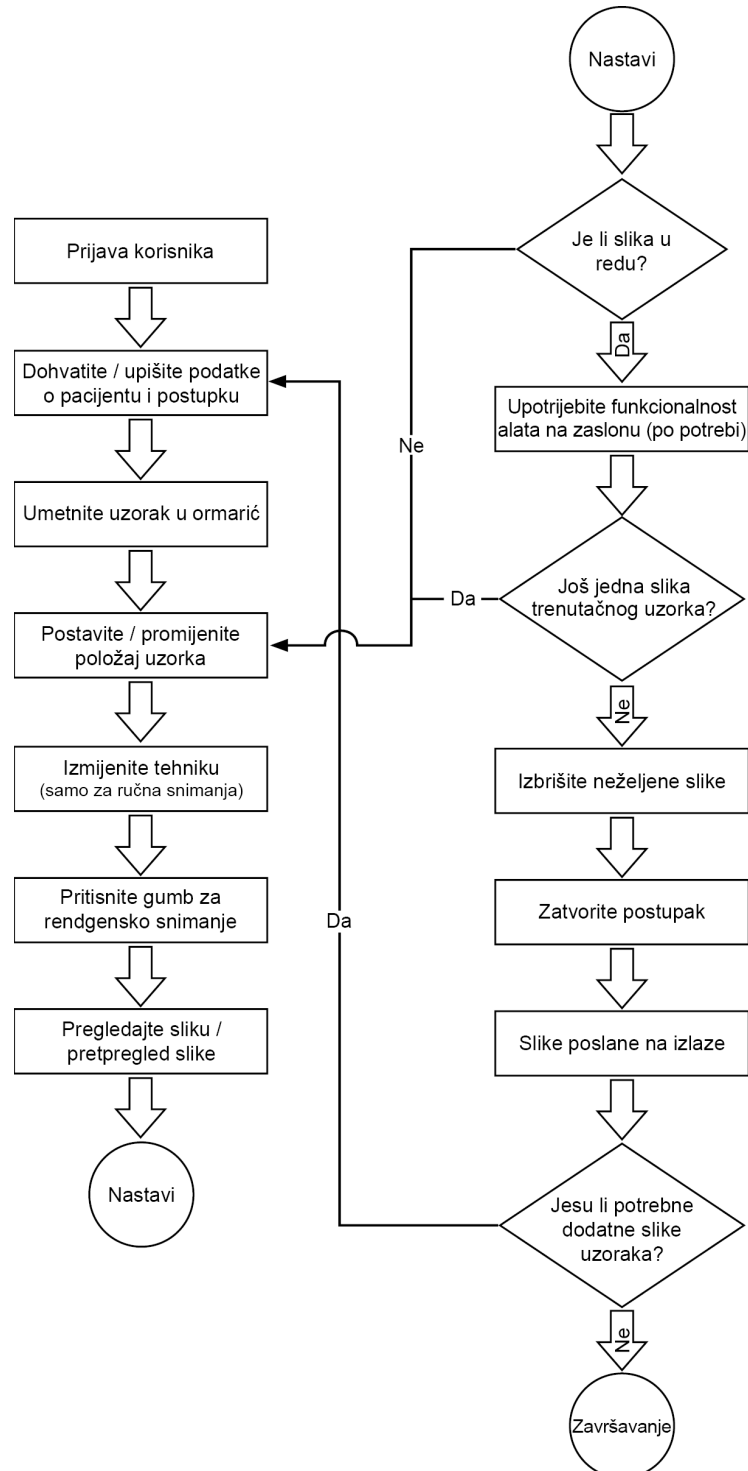 Prijava korisnika
Dohvatite / upišite podatke
o pacijentu i postupku
Umetnite uzorak u ormarić
Postavite / promijenite
položaj uzorka
Izmijenite tehniku
(samo za ručna snimanja)
Pritisnite gumb za
rendgensko snimanje
Pregledajte sliku /
pretpregled slike
Nastavi
Nastavi
Je li slika u
redu?
Ne
Da
Upotrijebite funkcionalnost
alata na zaslonu (po potrebi)
Još jedna slika
trenutačnog uzorka?
Da
Ne
Izbrišite neželjene slike
Zatvorite postupak
Slike poslane na izlaze
Jesu li potrebne
dodatne slike
uzoraka?
Da
Ne
Završavanje